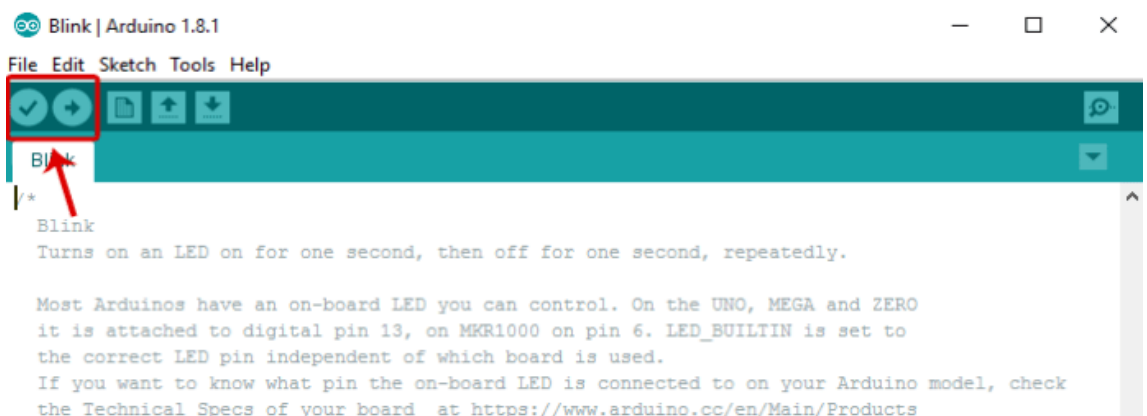 Blink | Arduino 1.8.1
File Edit Sketch Tools Help
Blink
/*
Blink
Turns on an LED on for one second, then off for one second, repeatedly.
Most Arduinos have an on-board LED you can control. On the UNO, MEGA and ZERO
it is attached to digital pin 13, on MKR1000 on pin 6. LED_BUILTIN is set to
the correct LED pin independent of which board is used.
If you want to know what pin the on-board LED is connected to on your Arduino model, check
the Technical Specs of your board at https://www.arduino.cc/en/Main/Products